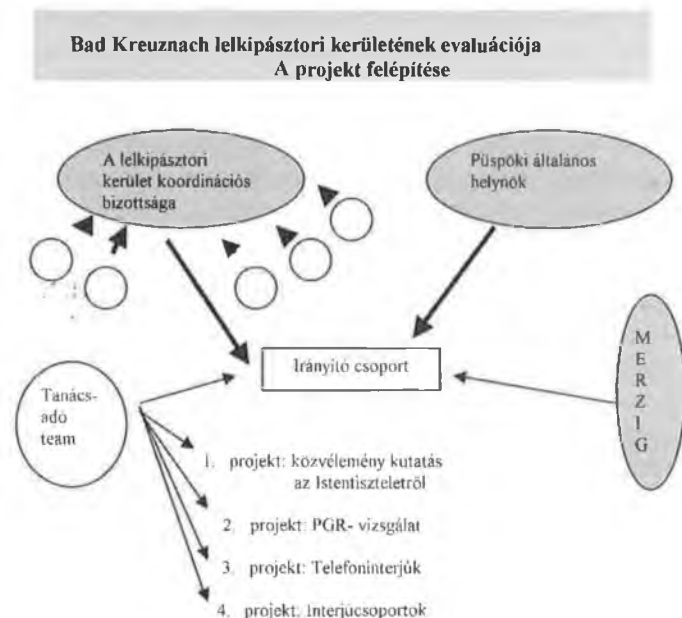 Bad Kreuznach lelkipásztori kerületének evaluációja
A projekt felépítése
A lelkipásztori
kerület koordinációs
bizottsága
Püspöki általános
helynök
Irányító csoport
MERZIG
Tanács-
adó
team
1. projekt: közvélemény kutatás
az Istentiszteletről
2. projekt: PGR- vizsgálat
3. projekt: Telefoninterjúk
4. projekt: Interjúcsoportok